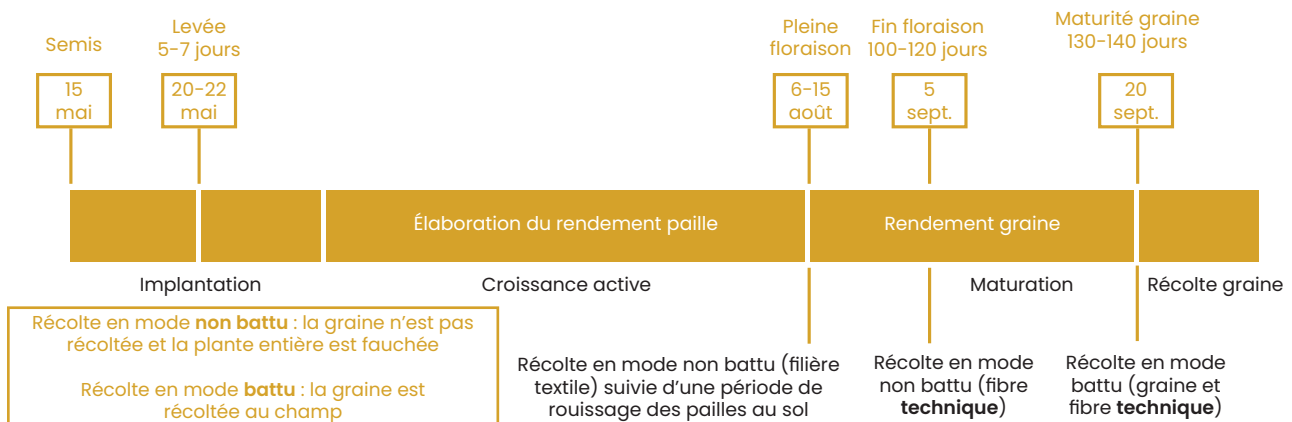 Semis
15
mai
Levée
5-7 jours
20-22
mai
Pleine
floraison
6-15
août
Fin floraison
100-120 jours
5
sept.
Maturité graine
130-140 jours
20
sept.
Élaboration du rendement paille
Rendement graine
Implantation
Croissance active
Maturation
Récolte graine
Récolte en mode non battu : la graine n’est pas
récoltée et la plante entière est fauchée
Récolte en mode battu : la graine est
récoltée au champ
Récolte en mode non battu (filière
textile) suivie d’une période de
rouissage des pailles au sol
Récolte en mode
non battu (fibre
technique)
Récolte en mode
battu (graine et
fibre technique)